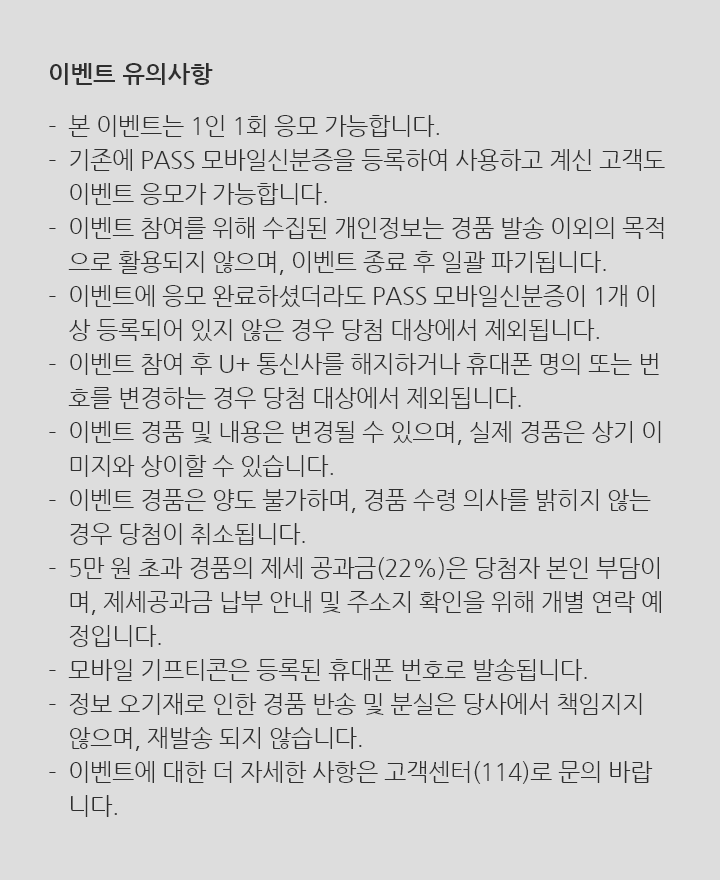 이벤트 유의사항
- 본 이벤트는 1인 1회 응모 가능합니다.
- 기존에 PASS 모바일신분증을 등록하여 사용하고 계신 고객도
이벤트 응모가 가능합니다.
- 이벤트 참여를 위해 수집된 개인정보는 경품 발송 이외의 목적
으로 활용되지 않으며, 이벤트 종료 후 일괄 파기됩니다.
- 이벤트에 응모 완료하셨더라도 PASS 모바일신분증이 1개 이
상 등록되어 있지 않은 경우 당첨 대상에서 제외됩니다.
- 이벤트 참여 후 U+ 통신사를 해지하거나 휴대폰 명의 또는 번
호를 변경하는 경우 당첨 대상에서 제외됩니다.
- 이벤트 경품 및 내용은 변경될 수 있으며, 실제 경품은 상기 이
미지와 상이할 수 있습니다.
- 이벤트 경품은 양도 불가하며, 경품 수령 의사를 밝히지 않는
경우 당첨이 취소됩니다.
- 5만 원 초과 경품의 제세 공과금(22%)은 당첨자 본인 부담이
며, 제세공과금 납부 안내 및 주소지 확인을 위해 개별 연락 예
정입니다.
- 모바일 기프티콘은 등록된 휴대폰 번호로 발송됩니다.
- 정보 오기재로 인한 경품 반송 및 분실은 당사에서 책임지지
않으며, 재발송 되지 않습니다.
- 이벤트에 대한 더 자세한 사항은 고객센터(114)로 문의 바랍
니다.